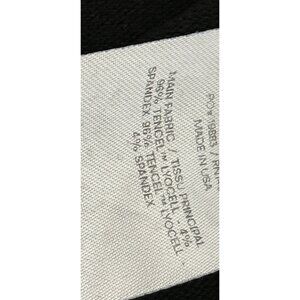 MADE IN USA
MAIN FABRIC / TISSU PRINCIPAL
96% TENCEL™ LYOCELL - 4%
SPANDEX 96% TENCEL™ LYOCELL -
4% SPANDEX